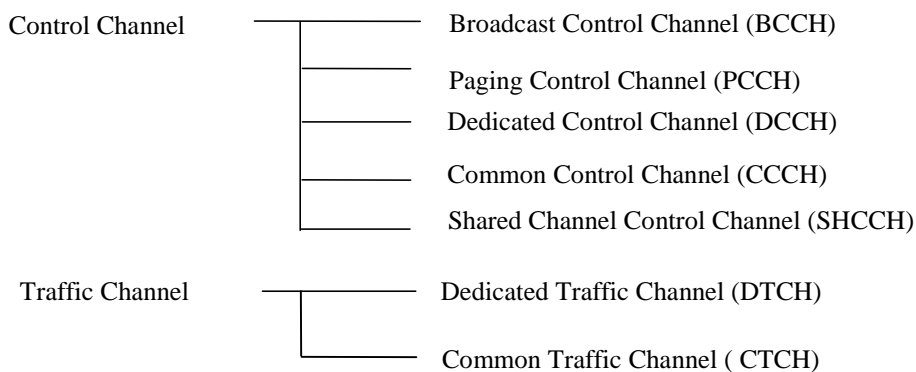 Control Channel Broadcast Control Channel (BCCH)
Paging Control Channel (PCCH)
Dedicated Control Channel (DCCH)
Common Control Channel (CCCH)
Shared Channel Control Channel (SHCCH)
Traffic Channel Dedicated Traffic Channel (DTCH)
Common Traffic Channel ( CTCH)